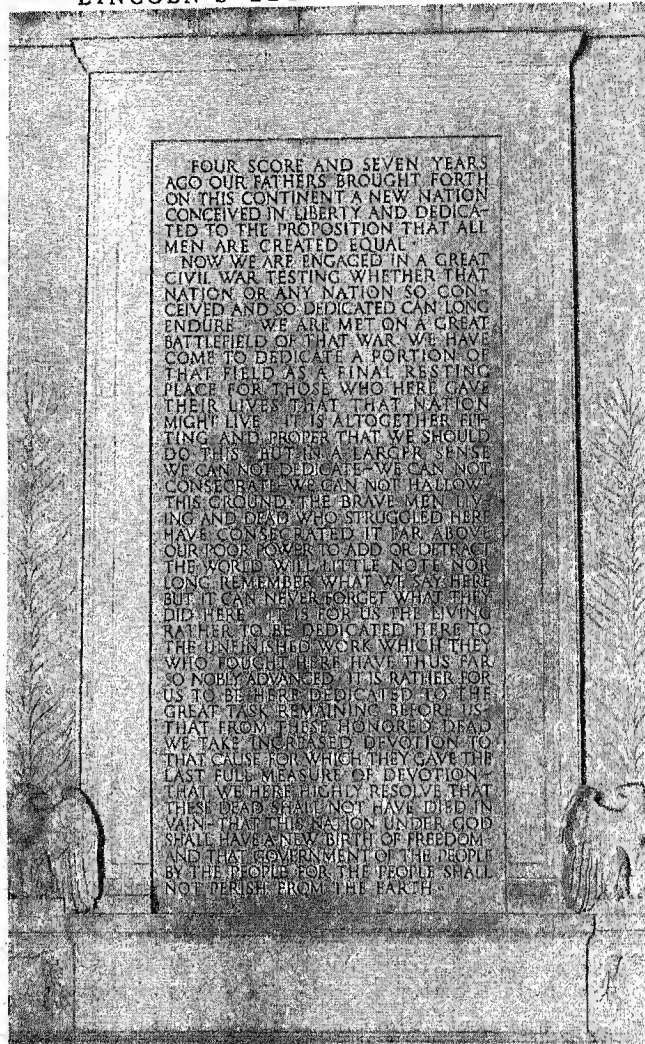 LINCOLN'S
FOUR SCORE AND SEVEN YEARS
AGO OUR FATHERS BROUGHT FORTH
ON THIS CONTINENT A NEW NATION
CONCEIVED IN LIBERTY AND DEDICA-
TED TO THE PROPOSITION THAT ALL
MEN ARE CREATED EQUAL ·
NOW WE ARE ENGAGED IN A GREAT
CIVIL WAR TESTING WHETHER THAT
NATION OR ANY NATION SO CON-
CEIVED AND SO DEDICATED CAN LONG
ENDURE · WE ARE MET ON A GREAT
BATTLEFIELD OF THAT WAR · WE HAVE
COME TO DEDICATE A PORTION OF
THAT FIELD AS A FINAL RESTING
PLACE FOR THOSE WHO HERE GAVE
THEIR LIVES THAT THAT NATION
MIGHT LIVE · IT IS ALTOGETHER FIT-
TING AND PROPER THAT WE SHOULD
DO THIS · BUT IN A LARGER SENSE
WE CAN NOT DEDICATE-WE CAN NOT
CONSECRATE-WE CAN NOT HALLOW-
THIS GROUND · THE BRAVE MEN LIV-
ING AND DEAD WHO STRUGGLED HERE
HAVE CONSECRATED IT FAR ABOVE
OUR POOR POWER TO ADD OR DETRACT
THE WORLD WILL LITTLE NOTE NOR
LONG REMEMBER WHAT WE SAY HERE
BUT IT CAN NEVER FORGET WHAT THEY
DID HERE · IT IS FOR US THE LIVING
RATHER TO BE DEDICATED HERE TO
THE UNFINISHED WORK WHICH THEY
WHO FOUGHT HERE HAVE THUS FAR
SO NOBLY ADVANCED · IT IS RATHER FOR
US TO BE HERE DEDICATED TO THE
GREAT TASK REMAINING BEFORE US-
THAT FROM THESE HONORED DEAD
WE TAKE INCREASED DEVOTION TO
THAT CAUSE FOR WHICH THEY GAVE THE
LAST FULL MEASURE OF DEVOTION-
THAT WE HERE HIGHLY RESOLVE THAT
THESE DEAD SHALL NOT HAVE DIED IN
VAIN-THAT THIS NATION UNDER GOD
SHALL HAVE A NEW BIRTH OF FREEDOM-
AND THAT GOVERNMENT OF THE PEOPLE
BY THE PEOPLE FOR THE PEOPLE SHALL
NOT PERISH FROM THE EARTH ·